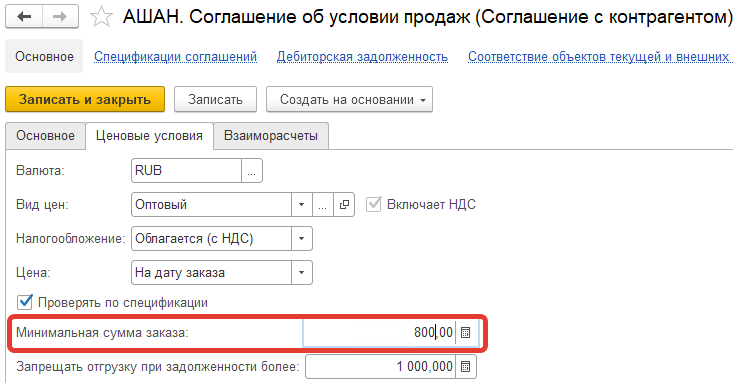 АШАН. Соглашение об условии продаж (Соглашение с контрагентом)
Основное Спецификации соглашений Дебиторская задолженность Соответствие объектов текущей и внешних
Записать и закрыть Записать Создать на основании
Основное Ценовые условия Взаиморасчеты
Валюта: RUB ...
Вид цен: Оптовый ... Включает НДС
Налогообложение: Облагается (с НДС)
Цена: На дату заказа
Проверять по спецификации
Минимальная сумма заказа: 800,00
Запрещать отгрузку при задолженности более: 1 000,000